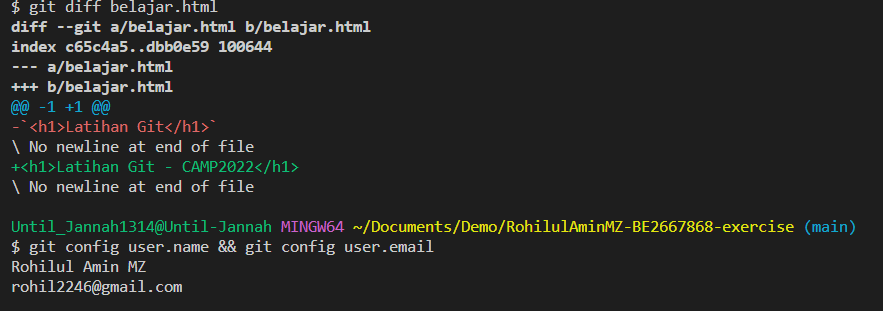 $ git diff belajar.html
diff --git a/belajar.html b/belajar.html
index c65c4a5..dbb0e59 100644
--- a/belajar.html
+++ b/belajar.html
@@ -1 +1 @@
-`<h1>Latihan Git</h1>`
\ No newline at end of file
+<h1>Latihan Git - CAMP2022</h1>
\ No newline at end of file
Until_Jannah1314@Until-Jannah MINGW64 ~/Documents/Demo/RohilulAminMZ-BE2667868-exercise (main)
$ git config user.name && git config user.email
Rohilul Amin MZ
rohil2246@gmail.com